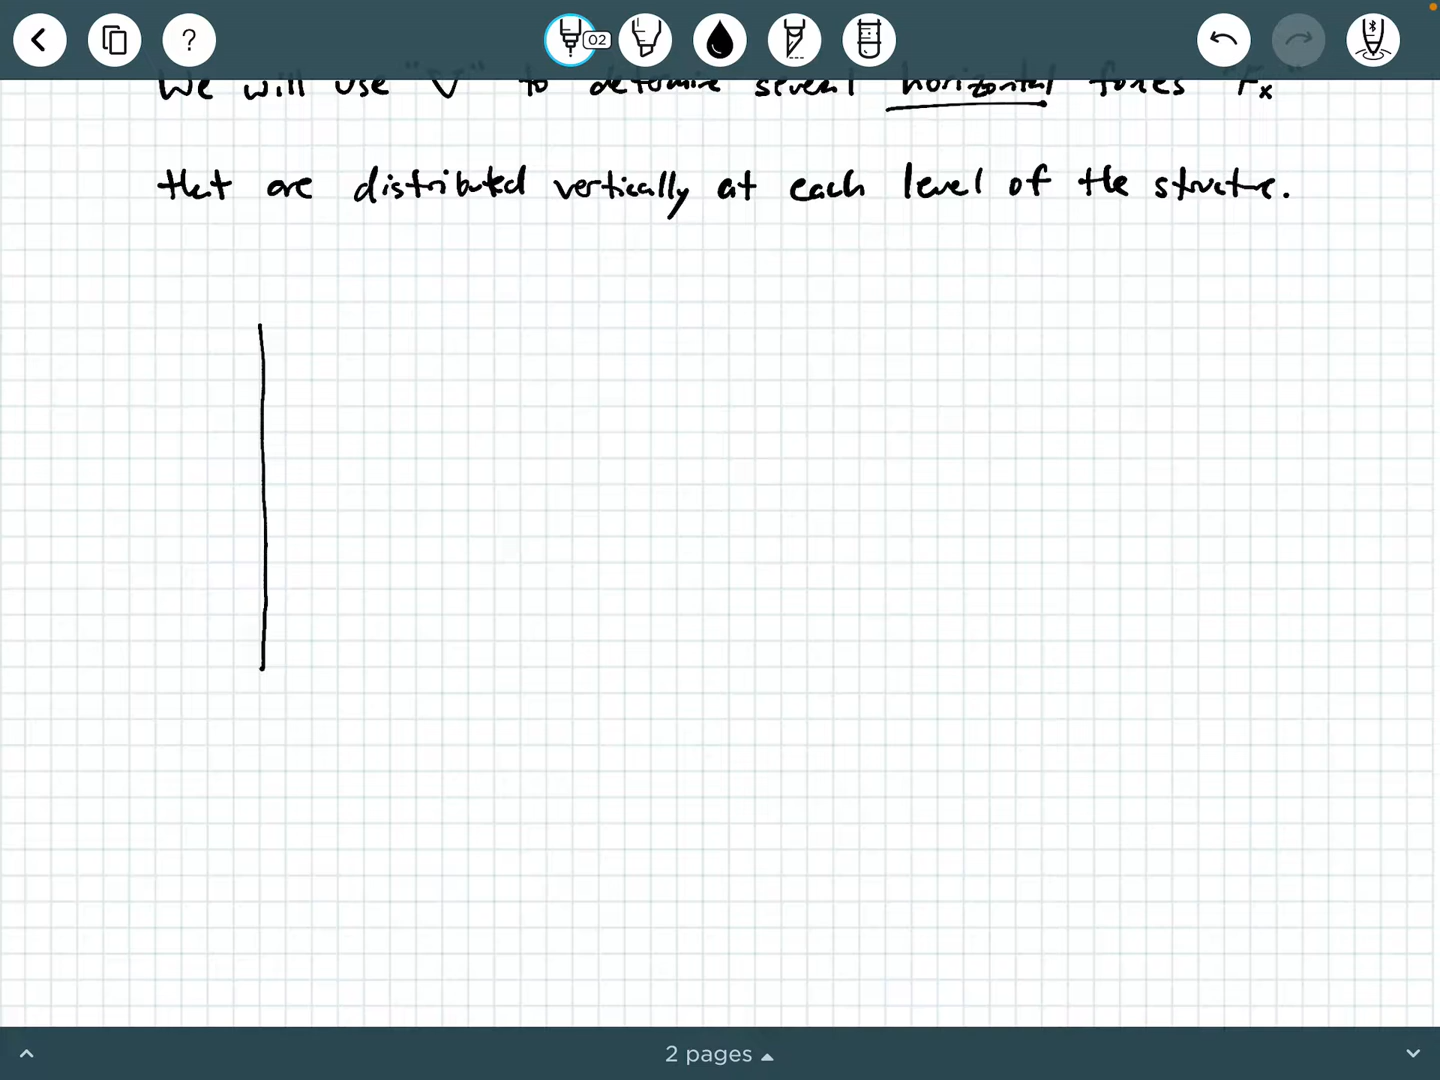 ?
02
We will use "V" to determine several horizontal forces "Fx"
that are distributed vertically at each level of the structure.
2 pages